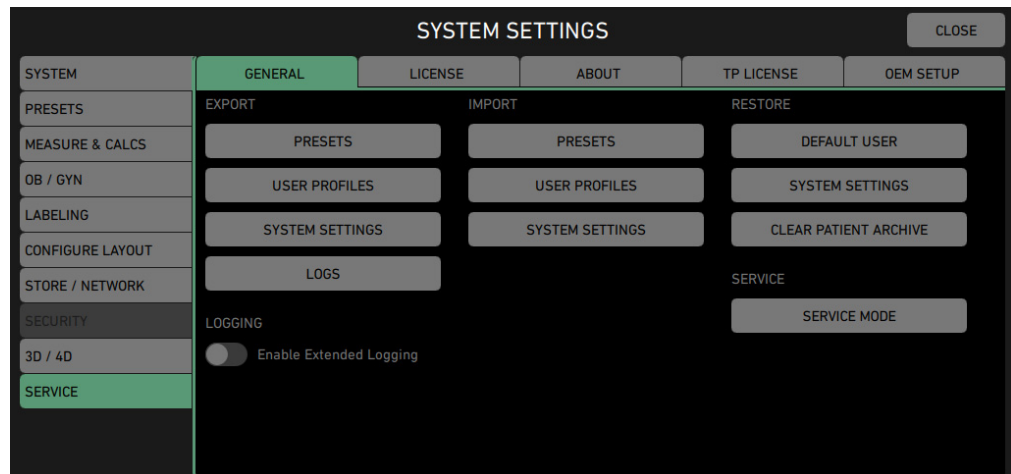 SYSTEM SETTINGS
CLOSE
SYSTEM
PRESETS
MEASURE & CALCS
OB / GYN
LABELING
CONFIGURE LAYOUT
STORE / NETWORK
SECURITY
3D / 4D
SERVICE
GENERAL
LICENSE
ABOUT
TP LICENSE
OEM SETUP
EXPORT
PRESETS
USER PROFILES
SYSTEM SETTINGS
LOGS
LOGGING
Enable Extended Logging
IMPORT
PRESETS
USER PROFILES
SYSTEM SETTINGS
RESTORE
DEFAULT USER
SYSTEM SETTINGS
CLEAR PATIENT ARCHIVE
SERVICE
SERVICE MODE